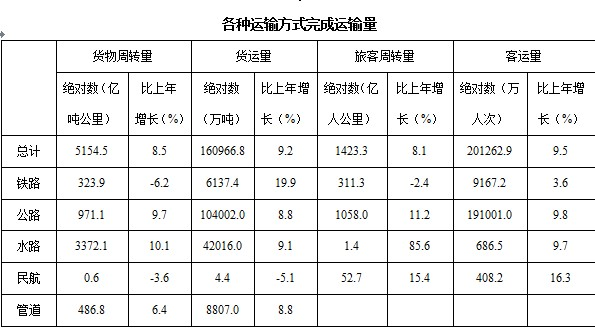 各种运输方式完成运输量
货物周转量 货运量 旅客周转量 客运量
绝对数（亿吨公里） 比上年增长（%） 绝对数（万吨） 比上年增长（%） 绝对数（亿人公里） 比上年增长（%） 绝对数（万人次） 比上年增长（%）
总计 5154.5 8.5 160966.8 9.2 1423.3 8.1 201262.9 9.5
铁路 323.9 -6.2 6137.4 19.9 311.3 -2.4 9167.2 3.6
公路 971.1 9.7 104002.0 8.8 1058.0 11.2 191001.0 9.8
水路 3372.1 10.1 42016.0 9.1 1.4 85.6 686.5 9.7
民航 0.6 -3.6 4.4 -5.1 52.7 15.4 408.2 16.3
管道 486.8 6.4 8807.0 8.8